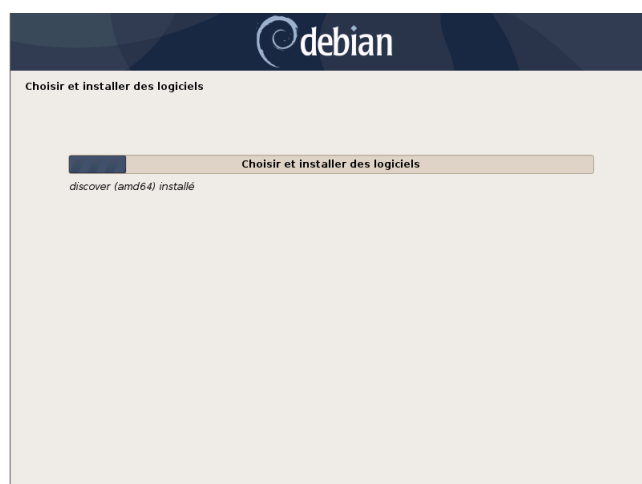 debian
Choisir et installer des logiciels
Choisir et installer des logiciels
discover (amd64) installé